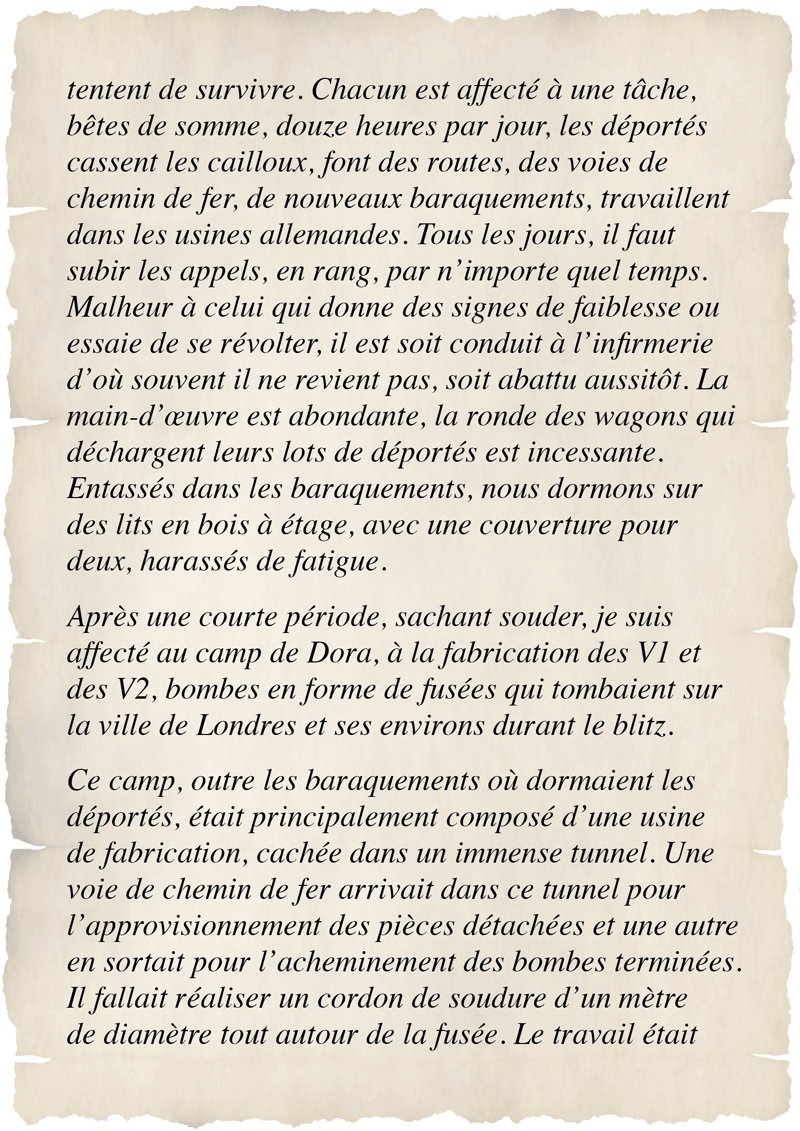 tentent de survivre. Chacun est affecté à une tâche,
bêtes de somme, douze heures par jour, les déportés
cassent les cailloux, font des routes, des voies de
chemin de fer, de nouveaux baraquements, travaillent
dans les usines allemandes. Tous les jours, il faut
subir les appels, en rang, par n’importe quel temps.
Malheur à celui qui donne des signes de faiblesse ou
essaie de se révolter, il est soit conduit à l’infirmerie
d’où souvent il ne revient pas, soit abattu aussitôt. La
main-d’œuvre est abondante, la ronde des wagons qui
déchargent leurs lots de déportés est incessante.
Entassés dans les baraquements, nous dormons sur
des lits en bois à étage, avec une couverture pour
deux, harassés de fatigue.
Après une courte période, sachant souder, je suis
affecté au camp de Dora, à la fabrication des V1 et
des V2, bombes en forme de fusées qui tombaient sur
la ville de Londres et ses environs durant le blitz.
Ce camp, outre les baraquements où dormaient les
déportés, était principalement composé d’une usine
de fabrication, cachée dans un immense tunnel. Une
voie de chemin de fer arrivait dans ce tunnel pour
l’approvisionnement des pièces détachées et une autre
en sortait pour l’acheminement des bombes terminées.
Il fallait réaliser un cordon de soudure d’un mètre
de diamètre tout autour de la fusée. Le travail était